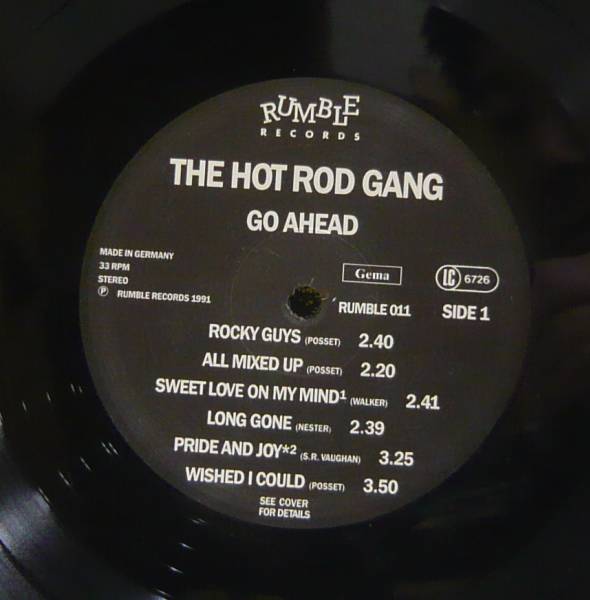 RUMBLE
RECORDS
THE HOT ROD GANG
GO AHEAD
MADE IN GERMANY
33 RPM
STEREO
Ⓟ RUMBLE RECORDS 1991
Gema
LC 6726
RUMBLE 011
SIDE 1
ROCKY GUYS (POSSET) 2.40
ALL MIXED UP (POSSET) 2.20
SWEET LOVE ON MY MIND¹ (WALKER) 2.41
LONG GONE (NESTER) 2.39
PRIDE AND JOY*² (S.R. VAUGHAN) 3.25
WISHED I COULD (POSSET) 3.50
SEE COVER
FOR DETAILS